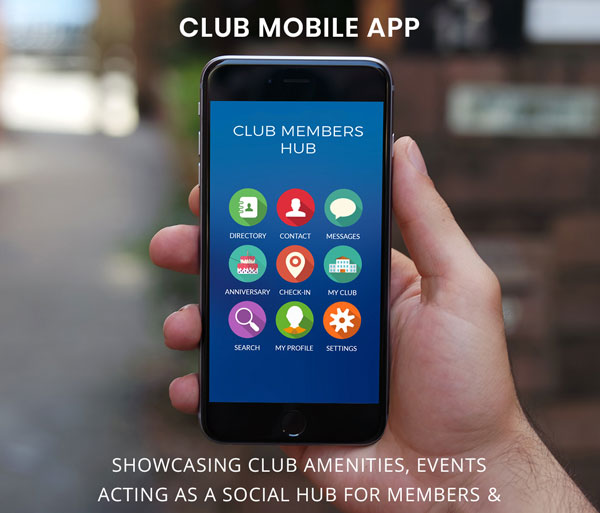 CLUB MOBILE APP
CLUB MEMBERS
HUB
DIRECTORY CONTACT MESSAGES
ANNIVERSARY CHECK-IN MY CLUB
SEARCH MY PROFILE SETTINGS
SHOWCASING CLUB AMENITIES, EVENTS
ACTING AS A SOCIAL HUB FOR MEMBERS &